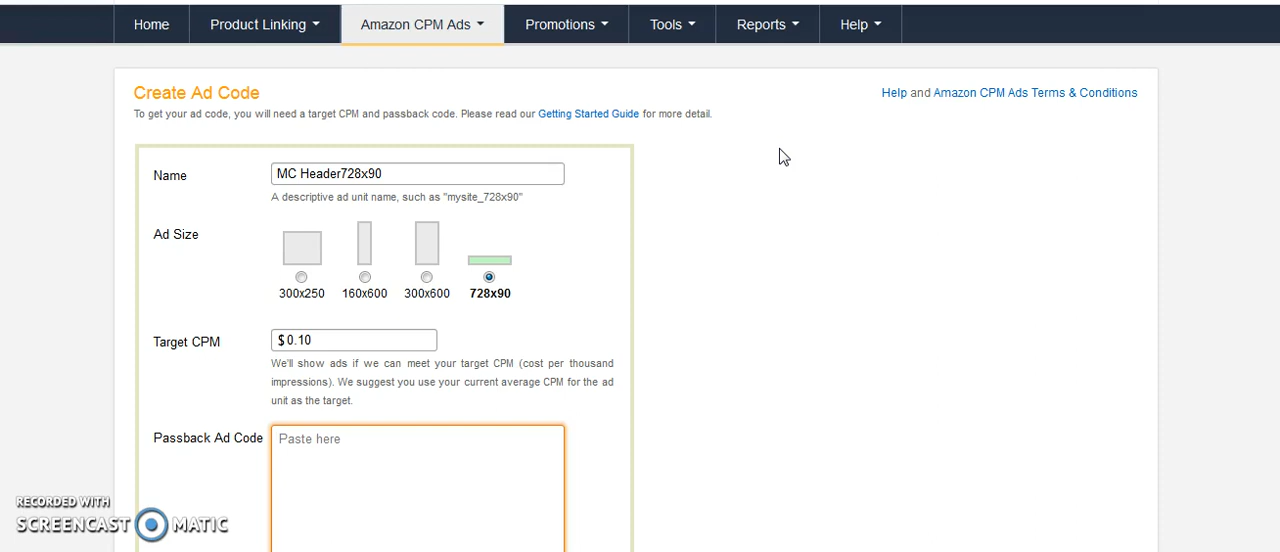 Home Product Linking Amazon CPM Ads Promotions Tools Reports Help
Create Ad Code
Help and Amazon CPM Ads Terms & Conditions
To get your ad code, you will need a target CPM and passback code. Please read our Getting Started Guide for more detail.
Name
MC Header728x90
A descriptive ad unit name, such as "mysite_728x90"
Ad Size
300x250 160x600 300x600 728x90
Target CPM
$ 0.10
We'll show ads if we can meet your target CPM (cost per thousand
impressions). We suggest you use your current average CPM for the ad
unit as the target.
Passback Ad Code
Paste here
RECORDED WITH
SCREENCAST MATIC